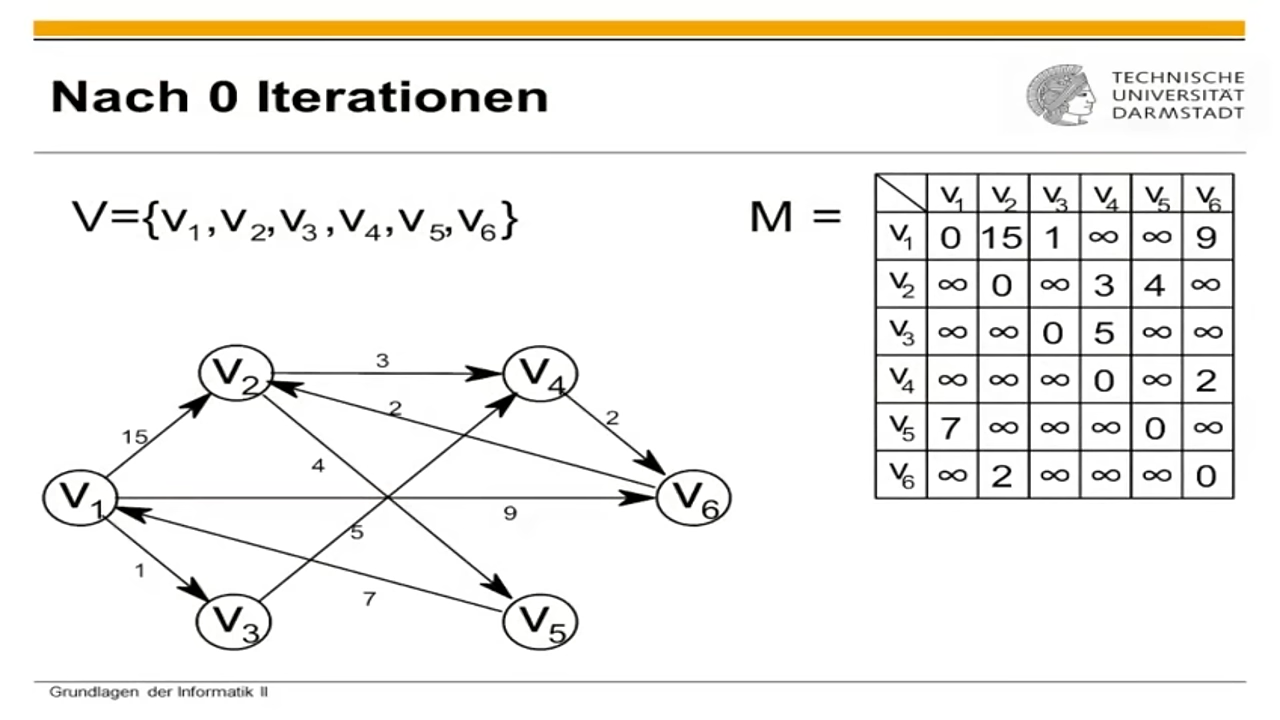 Nach 0 Iterationen
TECHNISCHE
UNIVERSITÄT
DARMSTADT
V={v₁,v₂,v₃,v₄,v₅,v₆}
M =
v₁ v₂ v₃ v₄ v₅ v₆
v₁ 0 15 1 ∞ ∞ 9
v₂ ∞ 0 ∞ 3 4 ∞
v₃ ∞ ∞ 0 5 ∞ ∞
v₄ ∞ ∞ ∞ 0 ∞ 2
v₅ 7 ∞ ∞ ∞ 0 ∞
v₆ ∞ 2 ∞ ∞ ∞ 0
v₂ 3 v₄
2 2
15
4
v₁ v₆
9
5
1
7
v₃ v₅
Grundlagen der Informatik II